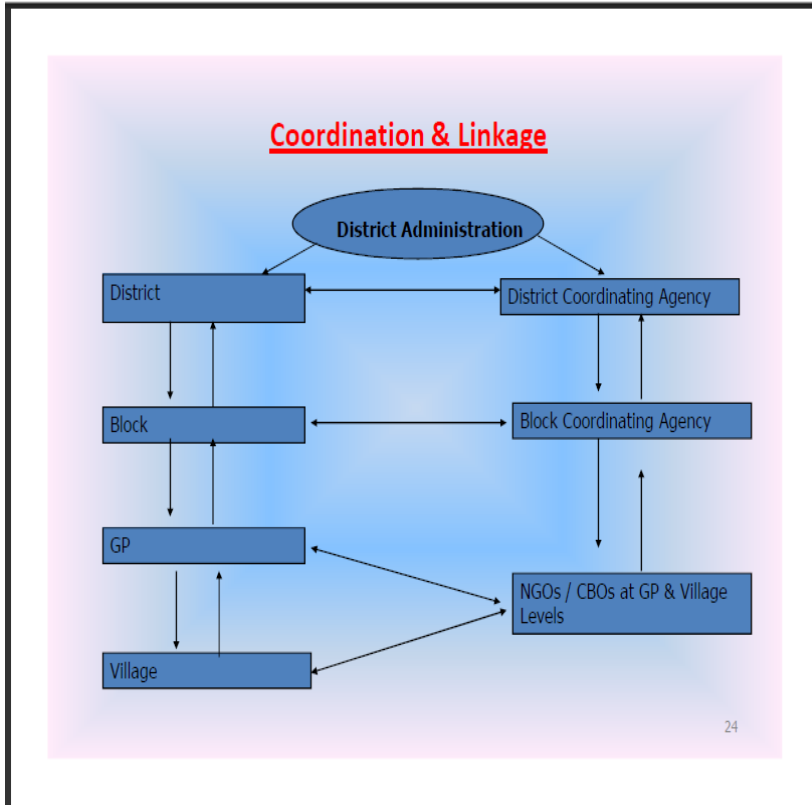 Coordination & Linkage
District Administration
District
District Coordinating Agency
Block
Block Coordinating Agency
GP
NGOs / CBOs at GP & Village
Levels
Village
24